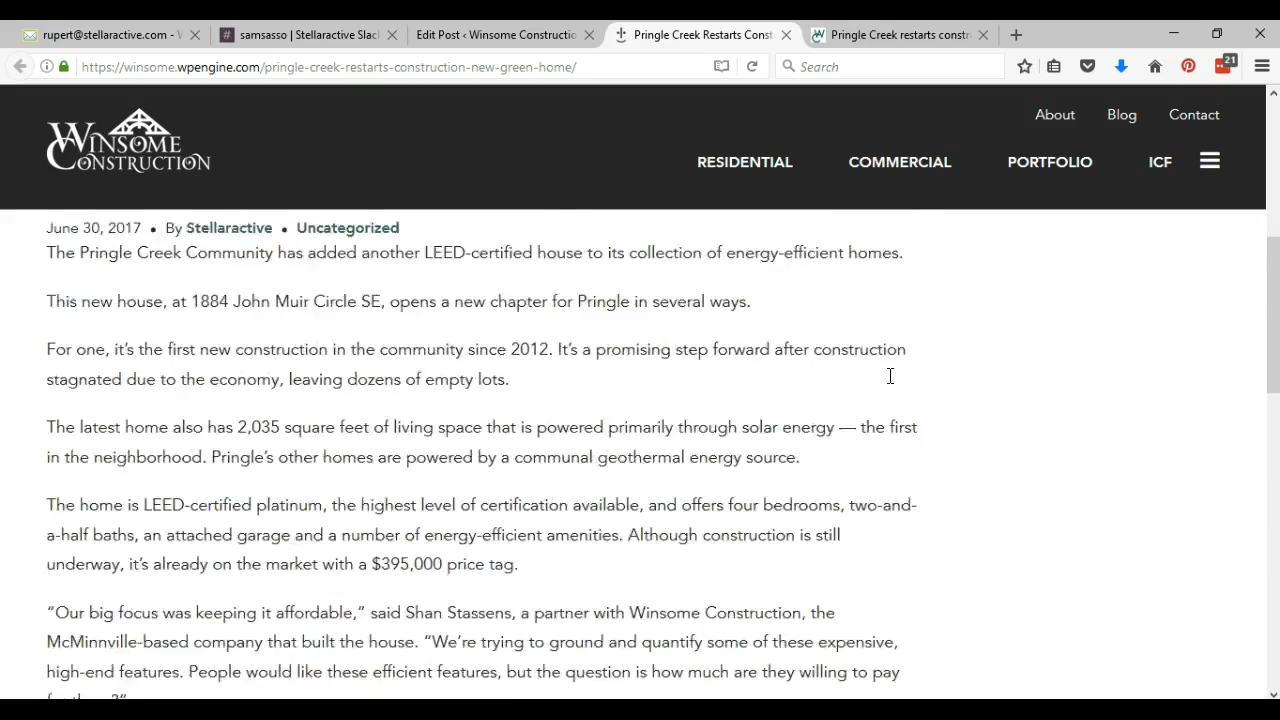 rupert@stellaractive.com - W
samsasso | Stellaractive Slac
Edit Post ‹ Winsome Constructio
Pringle Creek Restarts Const
Pringle Creek restarts constr
https://winsome.wpengine.com/pringle-creek-restarts-construction-new-green-home/
Search
21
About Blog Contact
WINSOME
CONSTRUCTION
RESIDENTIAL COMMERCIAL PORTFOLIO ICF
June 30, 2017 • By Stellaractive • Uncategorized
The Pringle Creek Community has added another LEED-certified house to its collection of energy-efficient homes.
This new house, at 1884 John Muir Circle SE, opens a new chapter for Pringle in several ways.
For one, it’s the first new construction in the community since 2012. It’s a promising step forward after construction
stagnated due to the economy, leaving dozens of empty lots.
The latest home also has 2,035 square feet of living space that is powered primarily through solar energy — the first
in the neighborhood. Pringle’s other homes are powered by a communal geothermal energy source.
The home is LEED-certified platinum, the highest level of certification available, and offers four bedrooms, two-and-
a-half baths, an attached garage and a number of energy-efficient amenities. Although construction is still
underway, it’s already on the market with a $395,000 price tag.
“Our big focus was keeping it affordable,” said Shan Stassens, a partner with Winsome Construction, the
McMinnville-based company that built the house. “We’re trying to ground and quantify some of these expensive,
high-end features. People would like these efficient features, but the question is how much are they willing to pay